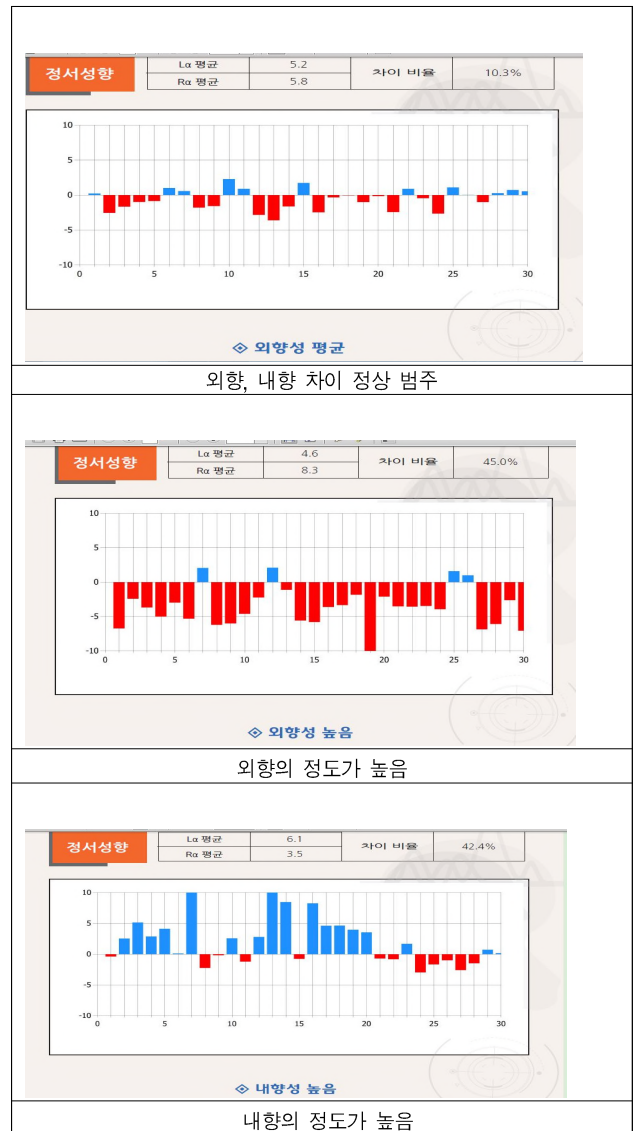 정서성향 Lα 평균 5.2 차이 비율 10.3%
Rα 평균 5.8
10
5
0
-5
-10
0 5 10 15 20 25 30
◈ 외향성 평균
외향, 내향 차이 정상 범주
정서성향 Lα 평균 4.6 차이 비율 45.0%
Rα 평균 8.3
10
5
0
-5
-10
0 5 10 15 20 25 30
◈ 외향성 높음
외향의 정도가 높음
정서성향 Lα 평균 6.1 차이 비율 42.4%
Rα 평균 3.5
10
5
0
-5
-10
0 5 10 15 20 25 30
◈ 내향성 높음
내향의 정도가 높음